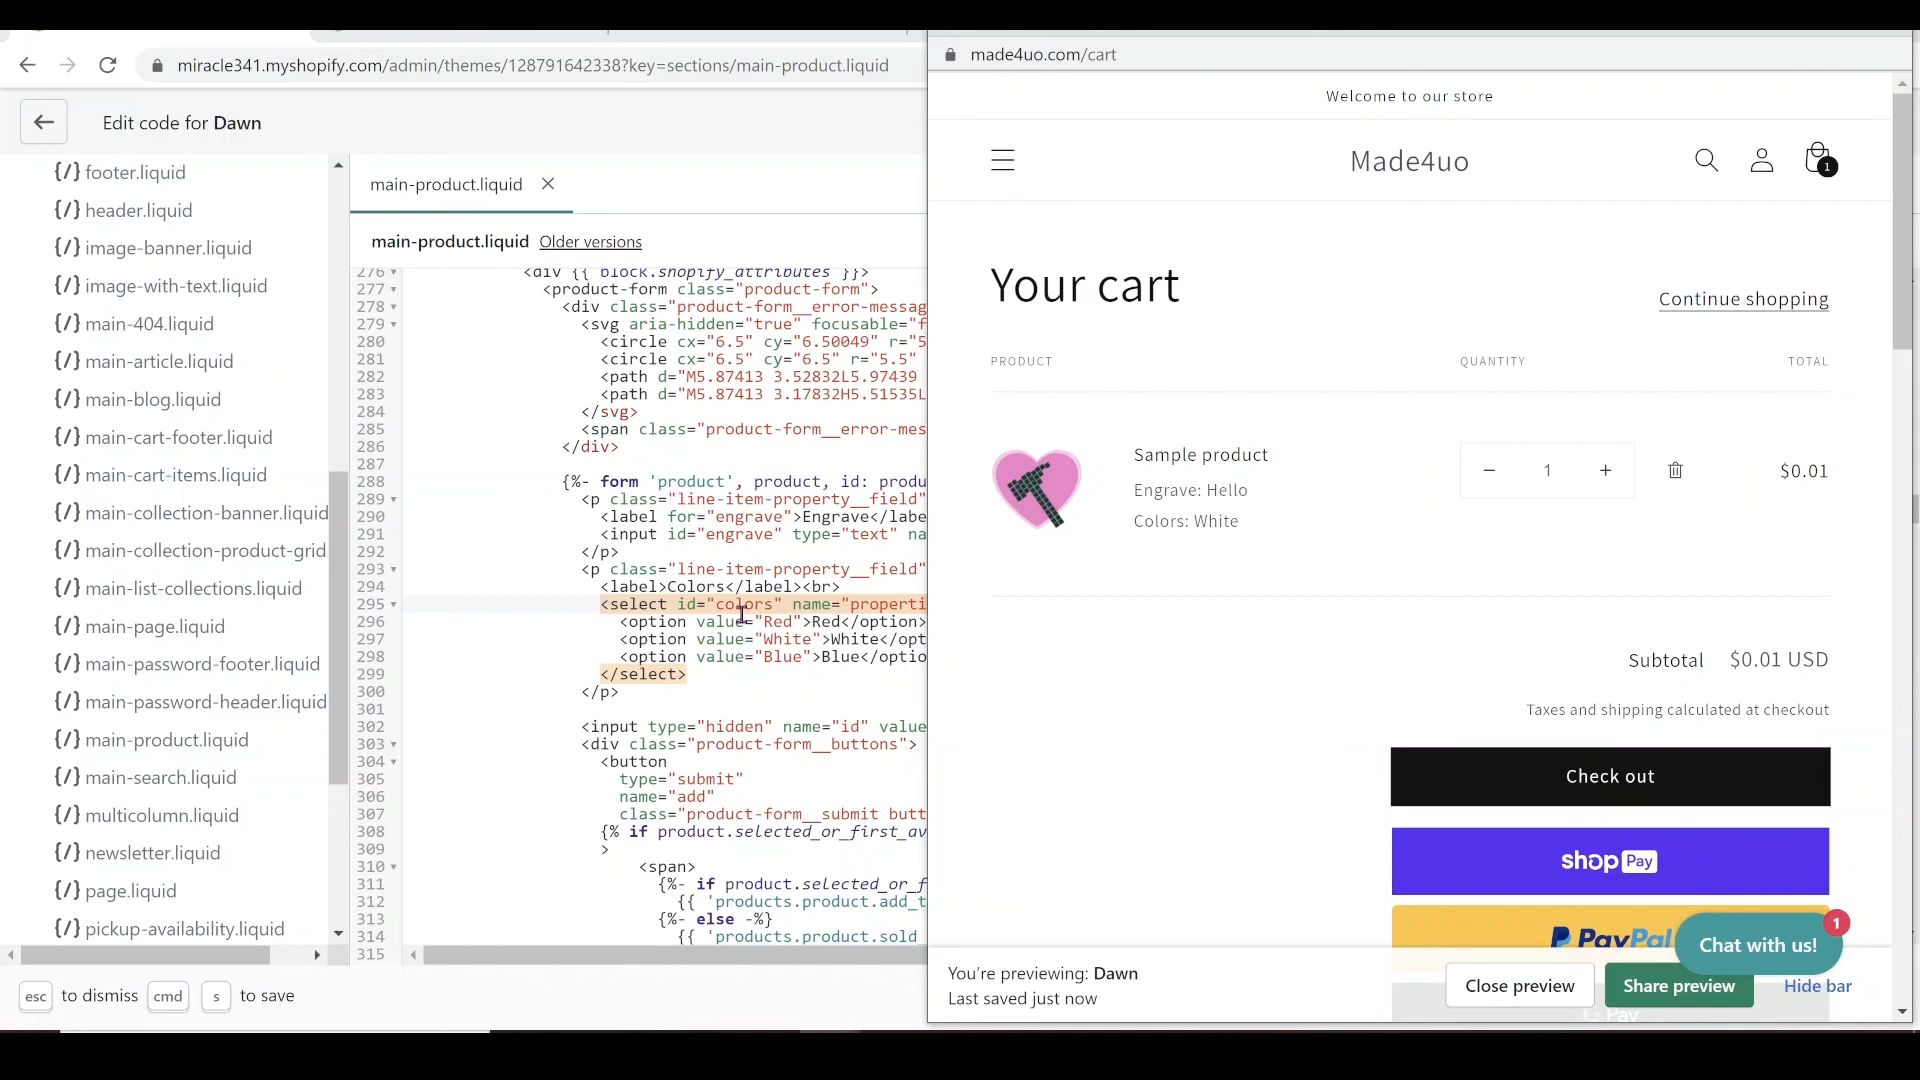 miracle341.myshopify.com/admin/themes/128791642338?key=sections/main-product.liquid
Edit code for Dawn
{/} footer.liquid
{/} header.liquid
{/} image-banner.liquid
{/} image-with-text.liquid
{/} main-404.liquid
{/} main-article.liquid
{/} main-blog.liquid
{/} main-cart-footer.liquid
{/} main-cart-items.liquid
{/} main-collection-banner.liquid
{/} main-collection-product-grid.
{/} main-list-collections.liquid
{/} main-page.liquid
{/} main-password-footer.liquid
{/} main-password-header.liquid
{/} main-product.liquid
{/} main-search.liquid
{/} multicolumn.liquid
{/} newsletter.liquid
{/} page.liquid
{/} pickup-availability.liquid
esc to dismiss cmd s to save
main-product.liquid
main-product.liquid Older versions
276 <div {{ block.shopify_attributes }}>
277 <product-form class="product-form">
278 <div class="product-form__error-messag
279 <svg aria-hidden="true" focusable="f
280 <circle cx="6.5" cy="6.50049" r="5
281 <circle cx="6.5" cy="6.5" r="5.5"
282 <path d="M5.87413 3.52832L5.97439
283 <path d="M5.87413 3.17832H5.51535L
284 </svg>
285 <span class="product-form__error-mes
286 </div>
287
288 {%- form 'product', product, id: produ
289 <p class="line-item-property__field"
290 <label for="engrave">Engrave</labe
291 <input id="engrave" type="text" na
292 </p>
293 <p class="line-item-property__field"
294 <label>Colors</label><br>
295 <select id="colors" name="properti
296 <option value="Red">Red</option>
297 <option value="White">White</opt
298 <option value="Blue">Blue</optio
299 </select>
300 </p>
301
302 <input type="hidden" name="id" value
303 <div class="product-form__buttons">
304 <button
305 type="submit"
306 name="add"
307 class="product-form__submit butt
308 {% if product.selected_or_first_av
309 >
310 <span>
311 {%- if product.selected_or_f
312 {{ 'products.product.add_t
313 {%- else -%}
314 {{ 'products.product.sold
315
made4uo.com/cart
Welcome to our store
Made4uo
1
Your cart
Continue shopping
PRODUCT QUANTITY TOTAL
Sample product
Engrave: Hello
Colors: White
− 1 +
$0.01
Subtotal $0.01 USD
Taxes and shipping calculated at checkout
Check out
shop Pay
PayPal
Chat with us!
1
You're previewing: Dawn
Last saved just now
Close preview
Share preview
Hide bar
Pay